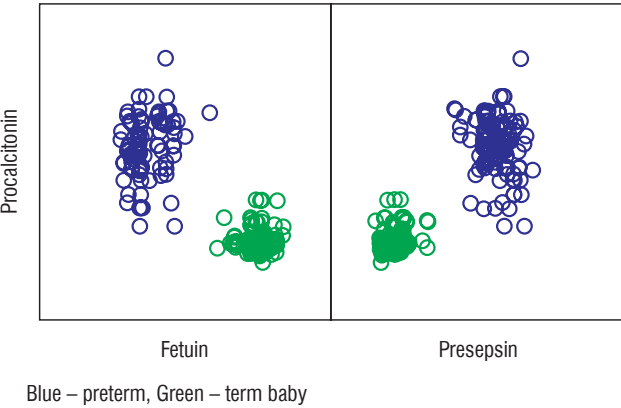 Procalcitonin
Fetuin
Presepsin
Blue – preterm, Green – term baby